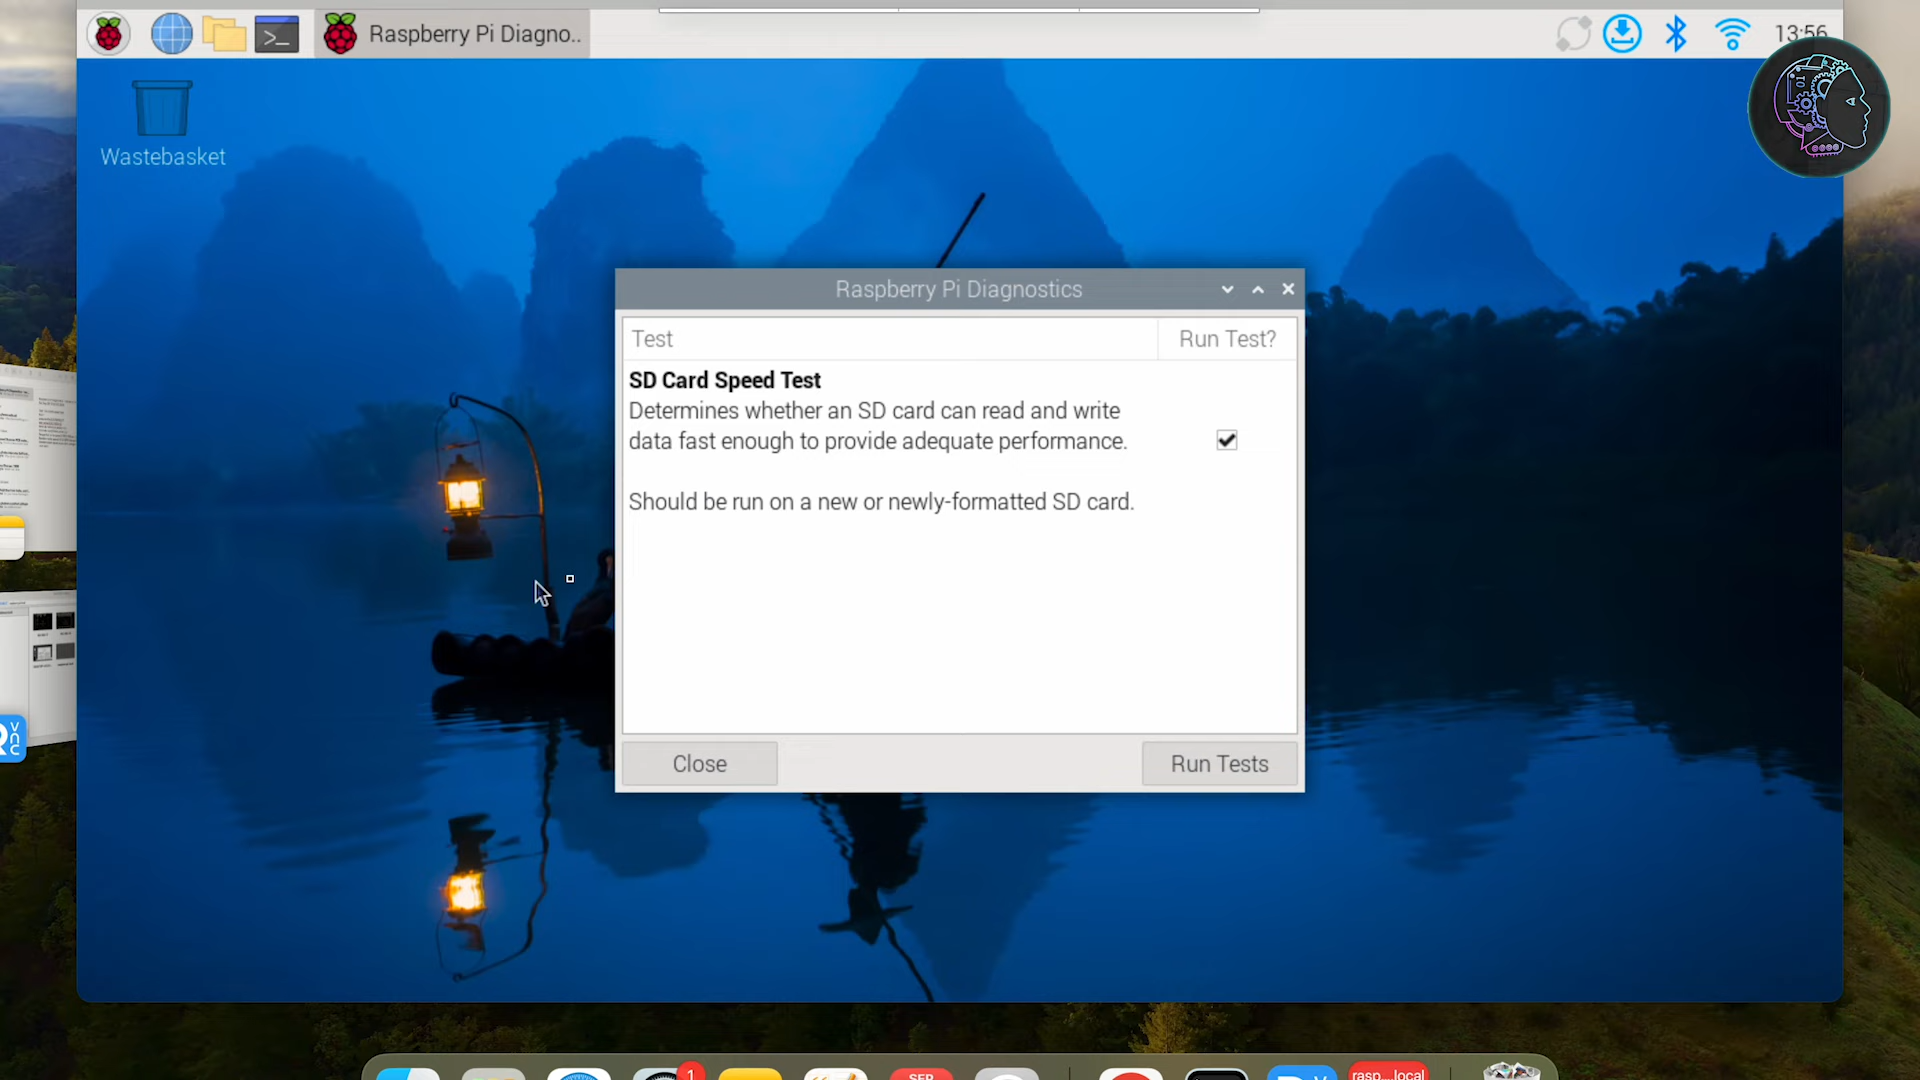 Raspberry Pi Diagno..
13:56
Wastebasket
Raspberry Pi Diagnostics
Test
Run Test?
SD Card Speed Test
Determines whether an SD card can read and write
data fast enough to provide adequate performance.
Should be run on a new or newly-formatted SD card.
Close
Run Tests
1
SEP
rasp...local